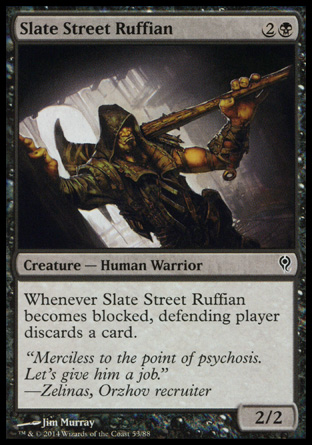 Slate Street Ruffian 2
Creature — Human Warrior
Whenever Slate Street Ruffian
becomes blocked, defending player
discards a card.
“Merciless to the point of psychosis.
Let’s give him a job.”
—Zelinas, Orzhov recruiter
Jim Murray
™ & © 2014 Wizards of the Coast 33/88
2/2